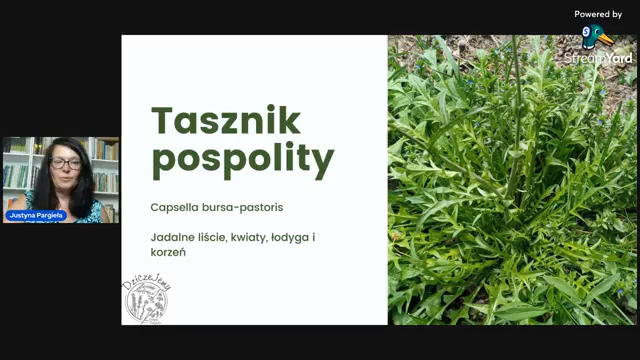 Powered by
StreamYard
Tasznik
pospolity
Capsella bursa-pastoris
Jadalne liście, kwiaty, łodyga i
korzeń
Justyna Pargieła
DziczeJemy